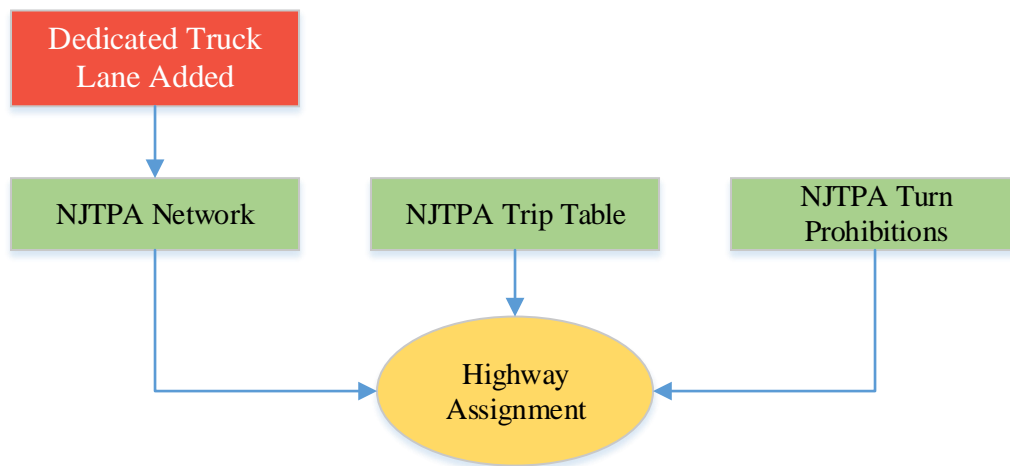 Dedicated Truck
Lane Added
NJTPA Network
NJTPA Trip Table
NJTPA Turn
Prohibitions
Highway
Assignment